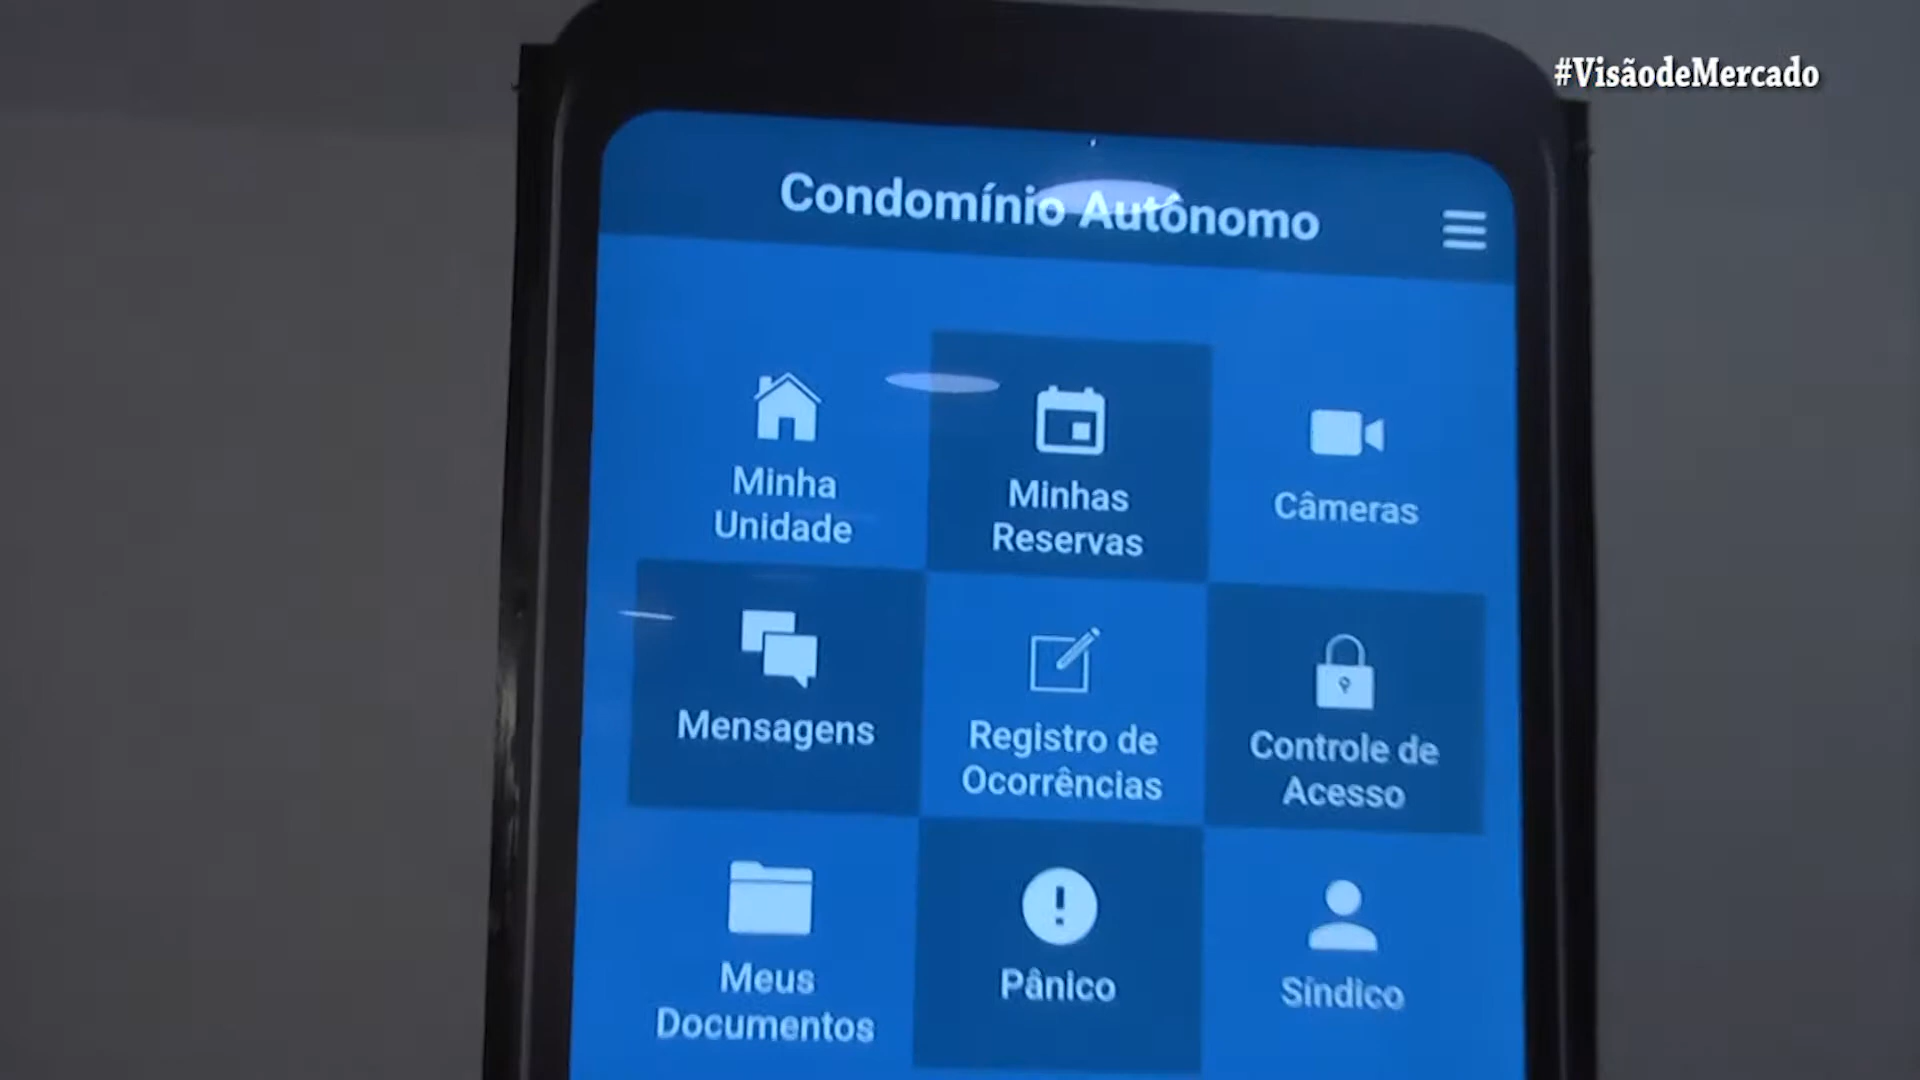 #VisãodeMercado
Condomínio Autônomo
Minha
Unidade
Minhas
Reservas
Câmeras
Mensagens
Registro de
Ocorrências
Controle de
Acesso
Meus
Documentos
Pânico
Síndico